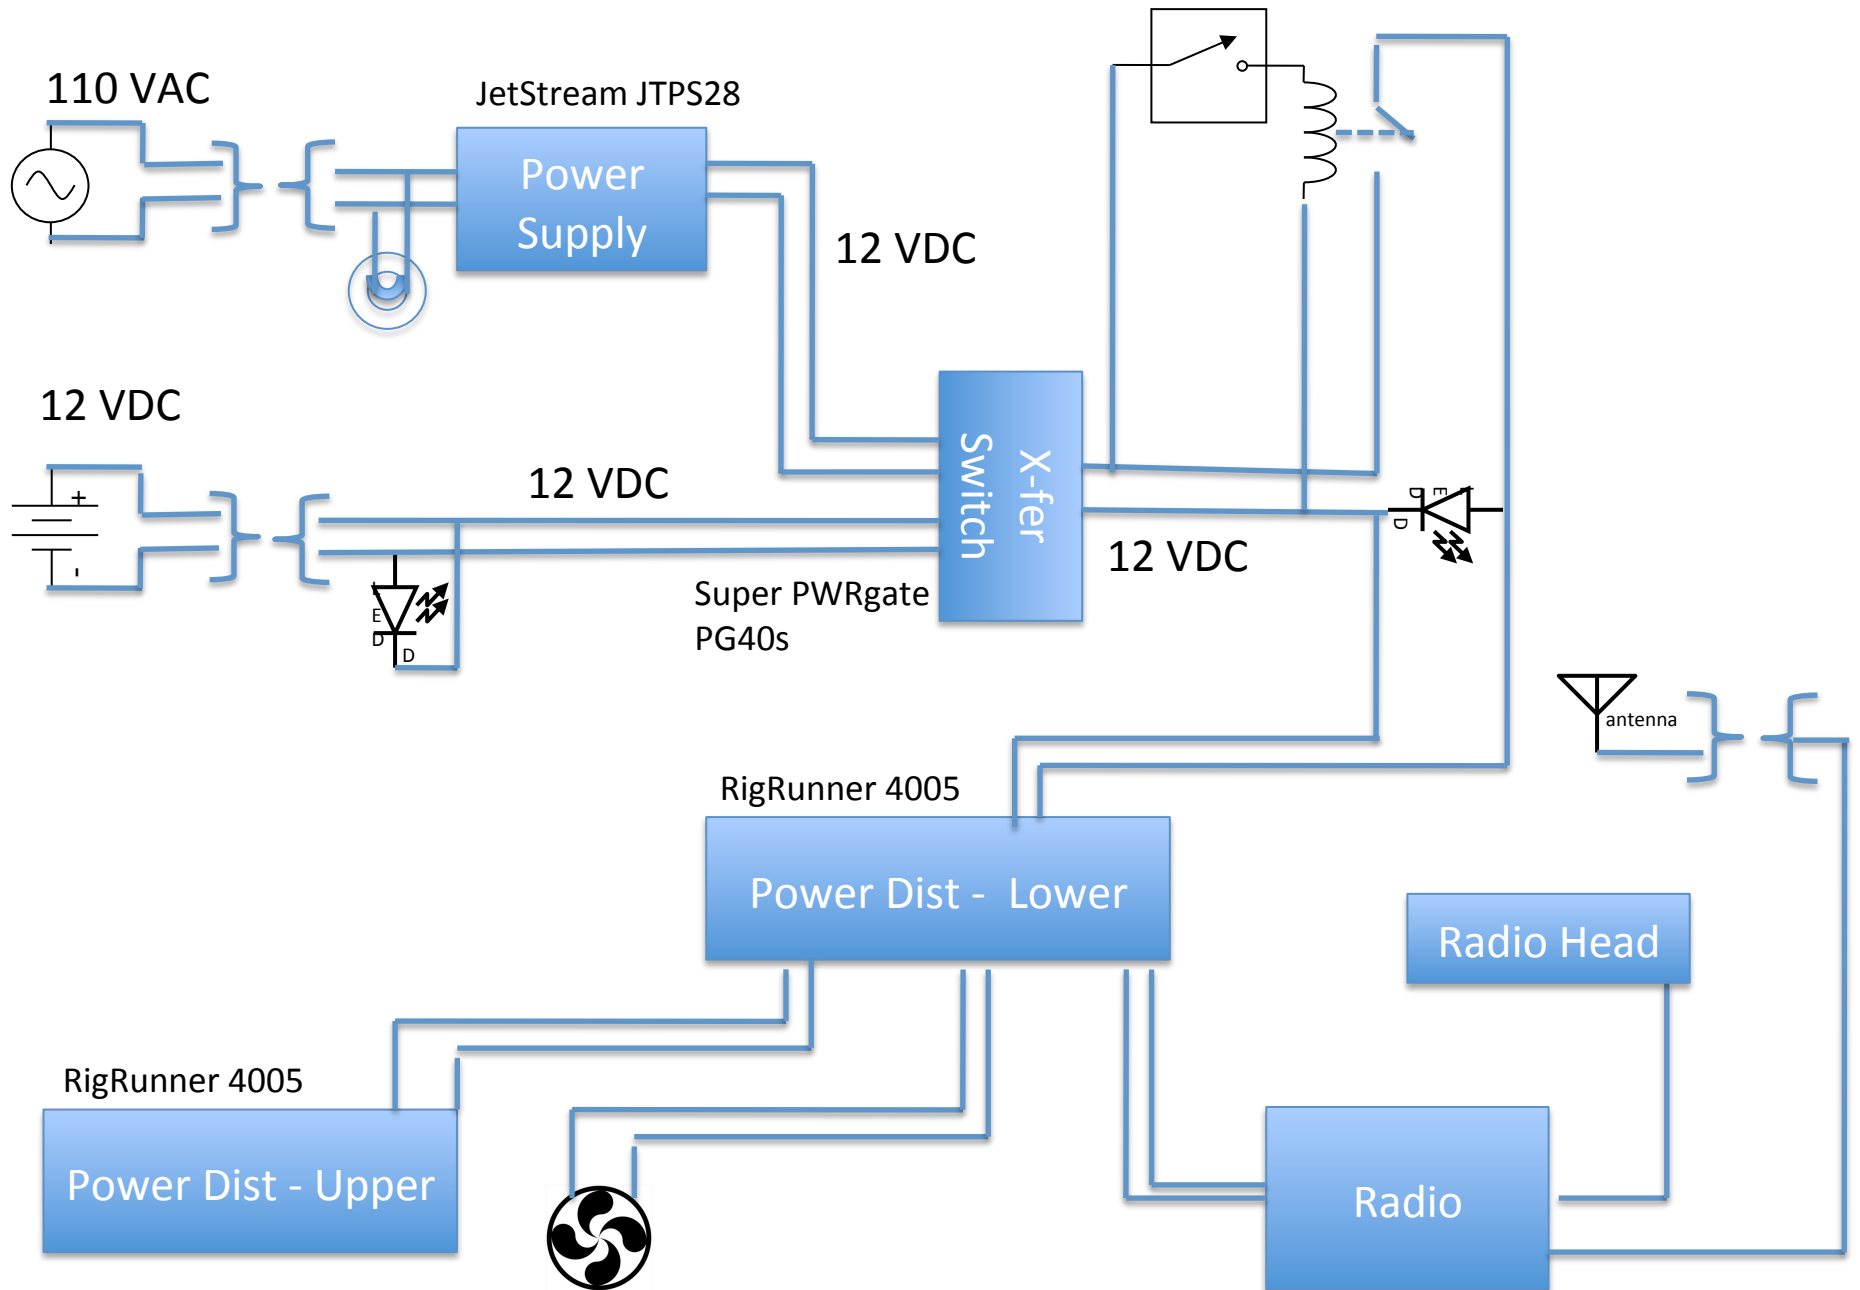 110 VAC
JetStream JTPS28
Power
Supply
12 VDC
12 VDC
+
-
12 VDC
X-fer
Switch
12 VDC
Super PWRgate
PG40s
L
E
D
D
L
E
D
D
antenna
RigRunner 4005
Power Dist - Lower
Radio Head
RigRunner 4005
Power Dist - Upper
Radio